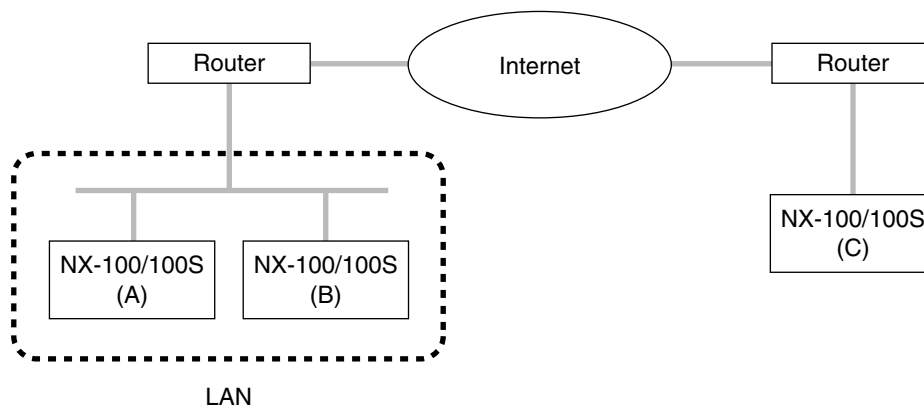 Router
Internet
Router
NX-100/100S
(A)
NX-100/100S
(B)
NX-100/100S
(C)
LAN